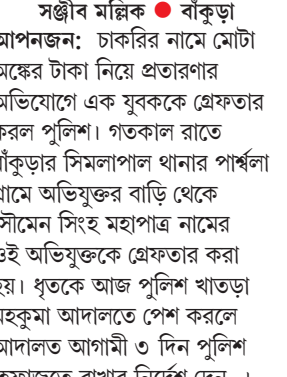 সঞ্জীব মল্লিক ● বাঁকুড়া
আপনজন: চাকরির নামে মোটা
অঙ্কের টাকা নিয়ে প্রতারণার
অভিযোগে এক যুবককে গ্রেফতার
করল পুলিশ। গতকাল রাতে
বাঁকুড়ার সিমলাপাল থানার পার্শ্বলা
গ্রামে অভিযুক্তর বাড়ি থেকে
সৌমেন সিংহ মহাপাত্র নামের
ওই অভিযুক্তকে গ্রেফতার করা
হয়। ধৃতকে আজ পুলিশ খাতড়া
মহকুমা আদালতে পেশ করলে
আদালত আগামী ৩ দিন পুলিশ
হেফাজতে রাখার নির্দেশ দেন ।